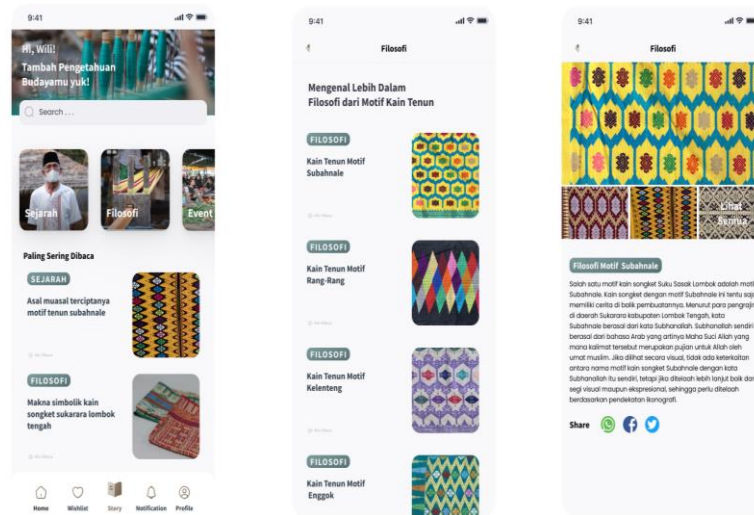 9:41
Hi, Wili!
Tambah Pengetahuan
Budayamu yuk!
Search . . .
Sejarah
Filosofi
Event
Paling Sering Dibaca
SEJARAH
Asal muasal terciptanya
motif tenun subahnale
FILOSOFI
Makna simbolik kain
songket sukarara lombok
tengah
Home
Wishlist
Story
Notification
Profile
9:41
Filosofi
Mengenal Lebih Dalam
Filosofi dari Motif Kain Tenun
FILOSOFI
Kain Tenun Motif
Subahnale
FILOSOFI
Kain Tenun Motif
Rang-Rang
FILOSOFI
Kain Tenun Motif
Kelenteng
FILOSOFI
Kain Tenun Motif
Enggok
9:41
Filosofi
Lihat
Semua
Filosofi Motif Subahnale
Salah satu motif kain songket Suku Sasak Lombok adalah moti
Subahnale. Kain songket dengan motif Subahnale ini tentu saja
memiliki cerita di balik pembuatannya. Menurut para pengrajin
di daerah Sukarara kabupaten Lombok Tengah, kata
Subahnale berasal dari kata Subhanallah. Subhanallah sendiri
berasal dari bahasa Arab yang artinya Maha Suci Allah yang
mana kalimat tersebut merupakan pujian untuk Allah oleh
umat muslim. Jika dilihat secara visual, tidak ada keterkaitan
antara nama motif kain songket Subahnale dengan kata
Subhanallah itu sendiri, tetapi jika ditelaah lebih lanjut baik dari
segi visual maupun ekspresional, sehingga perlu ditelaah
berdasarkan pendekatan ikonografi.
Share